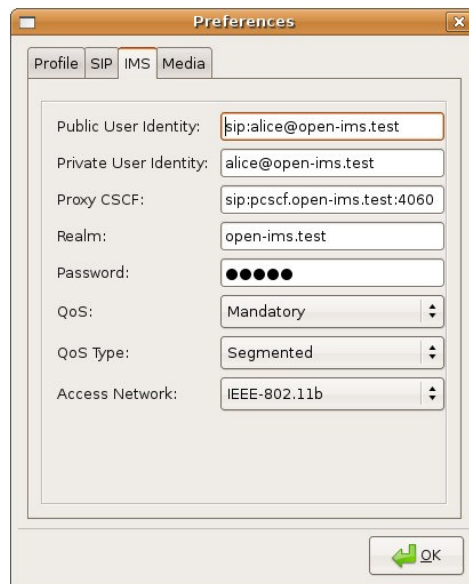 Preferences
Profile SIP IMS Media
Public User Identity: sip:alice@open-ims.test
Private User Identity: alice@open-ims.test
Proxy CSCF: sip:pcscf.open-ims.test:4060
Realm: open-ims.test
Password: ●●●●●
QoS: Mandatory
QoS Type: Segmented
Access Network: IEEE-802.11b
OK